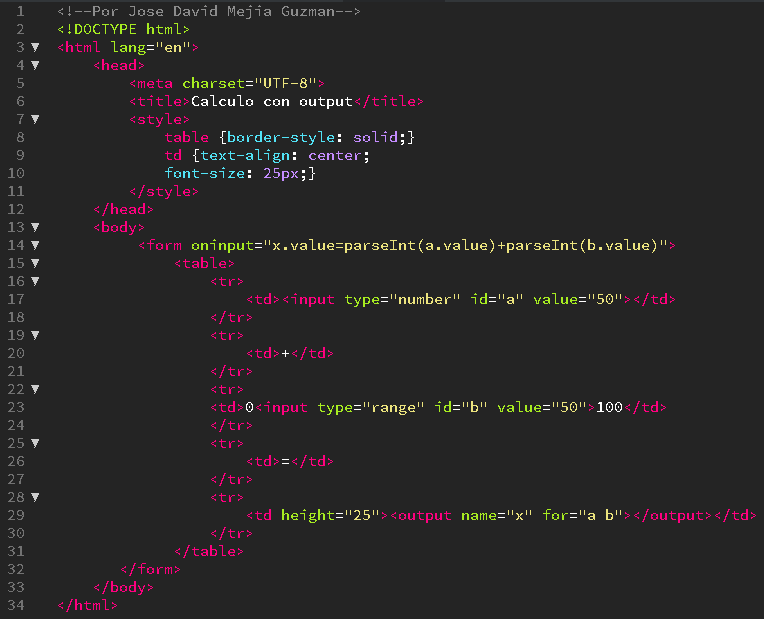 1 <!--Por Jose David Mejia Guzman-->
2 <!DOCTYPE html>
3 ▼ <html lang="en">
4 ▼ <head>
5 <meta charset="UTF-8">
6 <title>Calculo con output</title>
7 ▼ <style>
8 table {border-style: solid;}
9 td {text-align: center;
10 font-size: 25px;}
11 </style>
12 </head>
13 ▼ <body>
14 ▼ <form oninput="x.value=parseInt(a.value)+parseInt(b.value)">
15 ▼ <table>
16 ▼ <tr>
17 <td><input type="number" id="a" value="50"></td>
18 </tr>
19 ▼ <tr>
20 <td>+</td>
21 </tr>
22 ▼ <tr>
23 <td>0<input type="range" id="b" value="50">100</td>
24 </tr>
25 ▼ <tr>
26 <td>=</td>
27 </tr>
28 ▼ <tr>
29 <td height="25"><output name="x" for="a b"></output></td>
30 </tr>
31 </table>
32 </form>
33 </body>
34 </html>